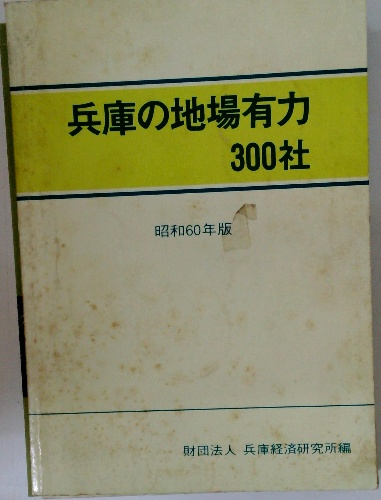 兵庫の地場有力
300社
昭和60年版
財団法人 兵庫経済研究所編